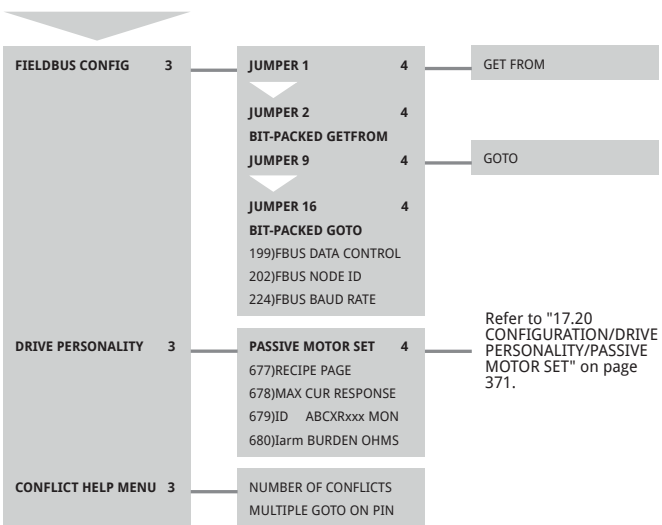 FIELDBUS CONFIG 3
JUMPER 1 4
GET FROM
JUMPER 2 4
BIT-PACKED GETFROM
JUMPER 9 4
GOTO
JUMPER 16 4
BIT-PACKED GOTO
199)FBUS DATA CONTROL
202)FBUS NODE ID
224)FBUS BAUD RATE
DRIVE PERSONALITY 3
PASSIVE MOTOR SET 4
677)RECIPE PAGE
678)MAX CUR RESPONSE
679)ID ABCXRxxx MON
680)Iarm BURDEN OHMS
Refer to "17.20
CONFIGURATION/DRIVE
PERSONALITY/PASSIVE
MOTOR SET" on page
371.
CONFLICT HELP MENU 3
NUMBER OF CONFLICTS
MULTIPLE GOTO ON PIN